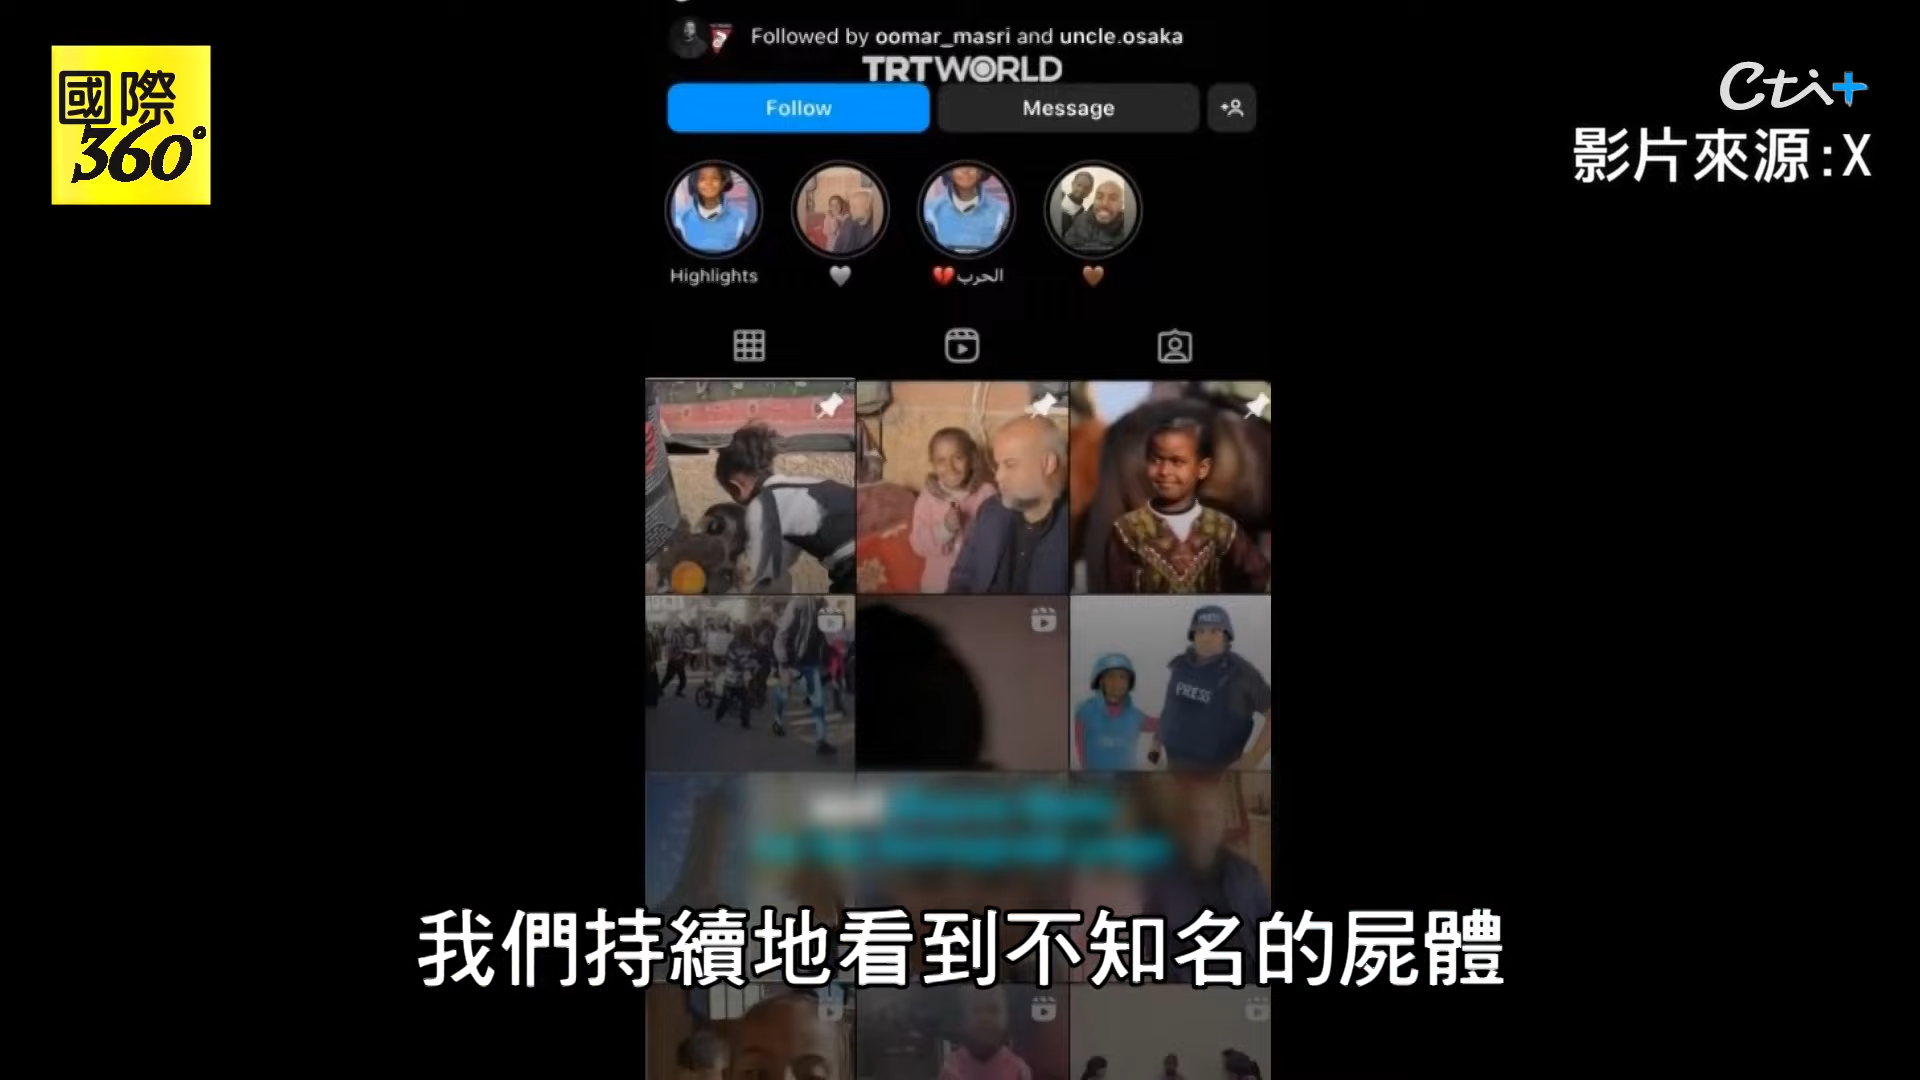 Followed by oomar_masri and uncle.osaka
TRTWORLD
Follow
Message
國際
360°
Cti+
影片來源:X
Highlights
الحرب
PRESS
我們持續地看到不知名的屍體